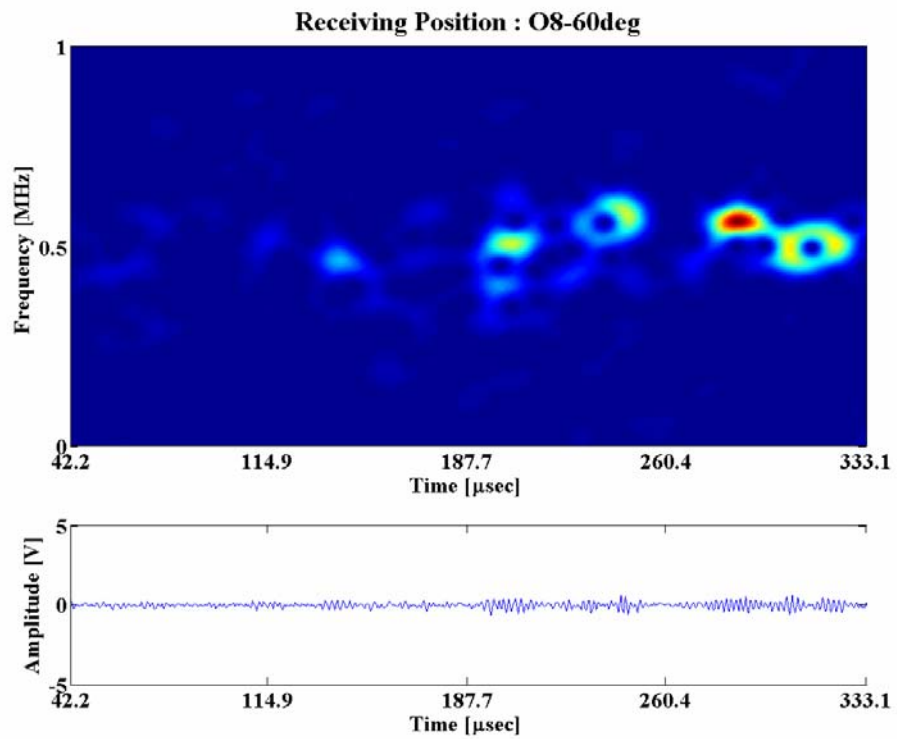 Receiving Position : O8-60deg
1
0.5
0
Frequency [MHz]
42.2 114.9 187.7 260.4 333.1
Time [μsec]
5
0
-5
Amplitude [V]
42.2 114.9 187.7 260.4 333.1
Time [μsec]